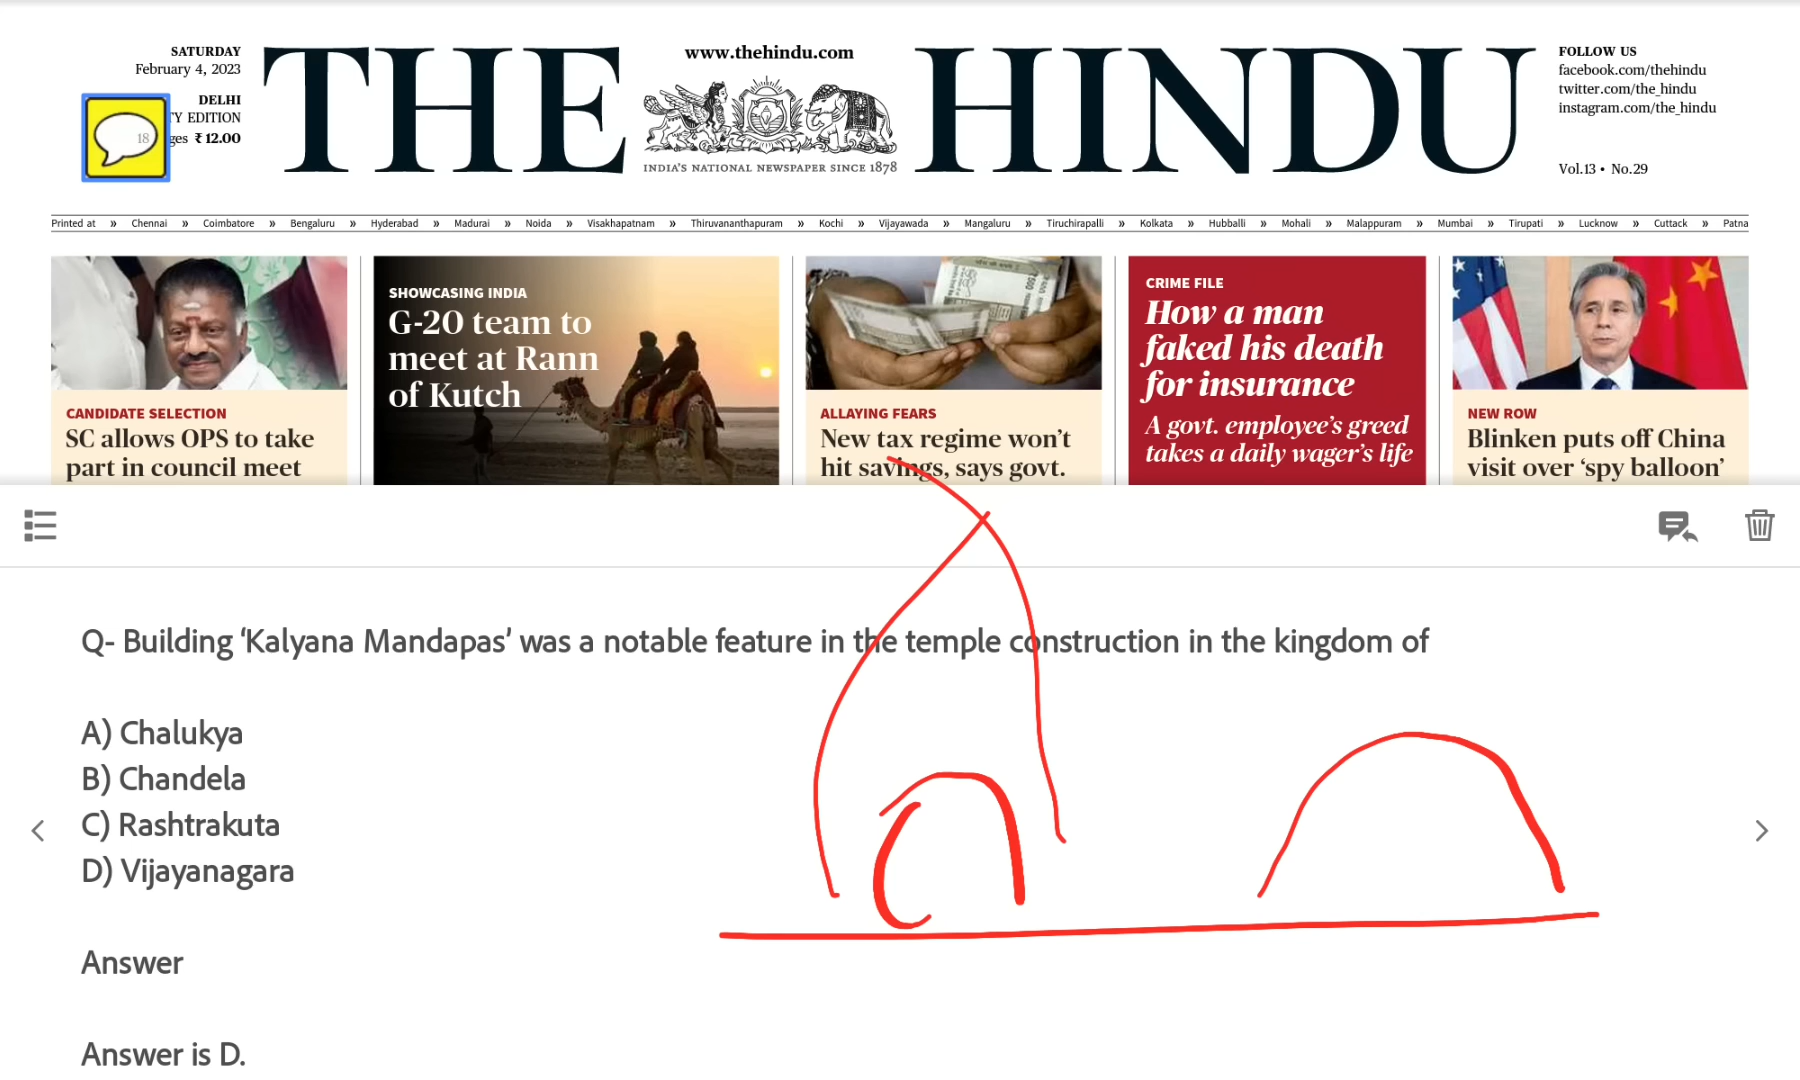 SATURDAY
February 4, 2023
DELHI
TY EDITION
18 ges ₹ 12.00
THE HINDU
www.thehindu.com
INDIA'S NATIONAL NEWSPAPER SINCE 1878
FOLLOW US
facebook.com/thehindu
twitter.com/the_hindu
instagram.com/the_hindu
Vol.13 • No.29
Printed at » Chennai » Coimbatore » Bengaluru » Hyderabad » Madurai » Noida » Visakhapatnam » Thiruvananthapuram » Kochi » Vijayawada » Mangaluru » Tiruchirapalli » Kolkata » Hubballi » Mohali » Malappuram » Mumbai » Tirupati » Lucknow » Cuttack » Patna
CANDIDATE SELECTION
SC allows OPS to take
part in council meet
SHOWCASING INDIA
G-20 team to
meet at Rann
of Kutch
ALLAYING FEARS
New tax regime won't
hit savings, says govt.
CRIME FILE
How a man
faked his death
for insurance
A govt. employee's greed
takes a daily wager's life
NEW ROW
Blinken puts off China
visit over 'spy balloon'
Q- Building 'Kalyana Mandapas' was a notable feature in the temple construction in the kingdom of
A) Chalukya
B) Chandela
C) Rashtrakuta
D) Vijayanagara
Answer
Answer is D.